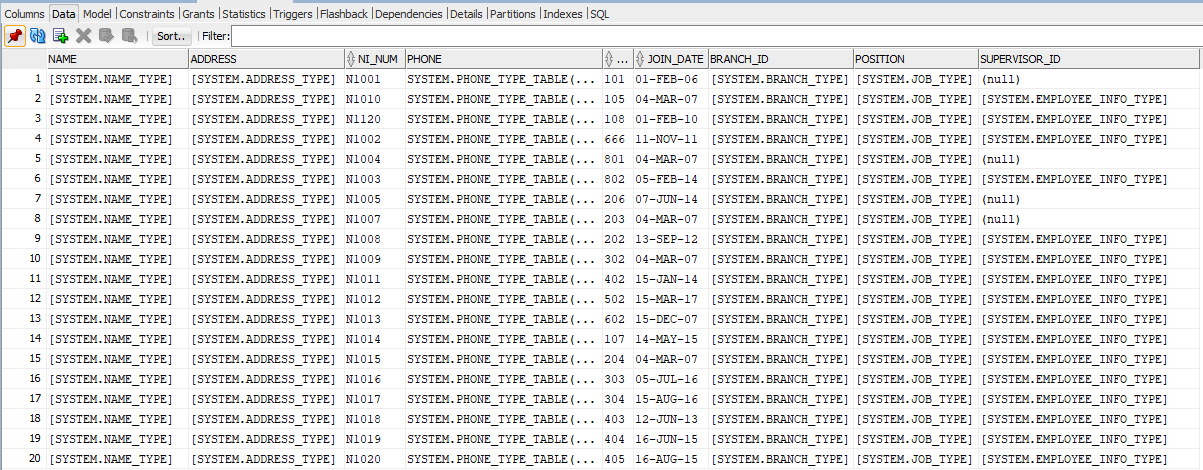 Columns Data Model Constraints Grants Statistics Triggers Flashback Dependencies Details Partitions Indexes SQL
Sort.. Filter:
NAME ADDRESS NI_NUM PHONE ... JOIN_DATE BRANCH_ID POSITION SUPERVISOR_ID
1 [SYSTEM.NAME_TYPE] [SYSTEM.ADDRESS_TYPE] N1001 SYSTEM.PHONE_TYPE_TABLE(... 101 01-FEB-06 [SYSTEM.BRANCH_TYPE] [SYSTEM.JOB_TYPE] (null)
2 [SYSTEM.NAME_TYPE] [SYSTEM.ADDRESS_TYPE] N1010 SYSTEM.PHONE_TYPE_TABLE(... 105 04-MAR-07 [SYSTEM.BRANCH_TYPE] [SYSTEM.JOB_TYPE] [SYSTEM.EMPLOYEE_INFO_TYPE]
3 [SYSTEM.NAME_TYPE] [SYSTEM.ADDRESS_TYPE] N1120 SYSTEM.PHONE_TYPE_TABLE(... 108 01-FEB-10 [SYSTEM.BRANCH_TYPE] [SYSTEM.JOB_TYPE] [SYSTEM.EMPLOYEE_INFO_TYPE]
4 [SYSTEM.NAME_TYPE] [SYSTEM.ADDRESS_TYPE] N1002 SYSTEM.PHONE_TYPE_TABLE(... 666 11-NOV-11 [SYSTEM.BRANCH_TYPE] [SYSTEM.JOB_TYPE] [SYSTEM.EMPLOYEE_INFO_TYPE]
5 [SYSTEM.NAME_TYPE] [SYSTEM.ADDRESS_TYPE] N1004 SYSTEM.PHONE_TYPE_TABLE(... 801 04-MAR-07 [SYSTEM.BRANCH_TYPE] [SYSTEM.JOB_TYPE] (null)
6 [SYSTEM.NAME_TYPE] [SYSTEM.ADDRESS_TYPE] N1003 SYSTEM.PHONE_TYPE_TABLE(... 802 05-FEB-14 [SYSTEM.BRANCH_TYPE] [SYSTEM.JOB_TYPE] [SYSTEM.EMPLOYEE_INFO_TYPE]
7 [SYSTEM.NAME_TYPE] [SYSTEM.ADDRESS_TYPE] N1005 SYSTEM.PHONE_TYPE_TABLE(... 206 07-JUN-14 [SYSTEM.BRANCH_TYPE] [SYSTEM.JOB_TYPE] (null)
8 [SYSTEM.NAME_TYPE] [SYSTEM.ADDRESS_TYPE] N1007 SYSTEM.PHONE_TYPE_TABLE(... 203 04-MAR-07 [SYSTEM.BRANCH_TYPE] [SYSTEM.JOB_TYPE] (null)
9 [SYSTEM.NAME_TYPE] [SYSTEM.ADDRESS_TYPE] N1008 SYSTEM.PHONE_TYPE_TABLE(... 202 13-SEP-12 [SYSTEM.BRANCH_TYPE] [SYSTEM.JOB_TYPE] [SYSTEM.EMPLOYEE_INFO_TYPE]
10 [SYSTEM.NAME_TYPE] [SYSTEM.ADDRESS_TYPE] N1009 SYSTEM.PHONE_TYPE_TABLE(... 302 04-MAR-07 [SYSTEM.BRANCH_TYPE] [SYSTEM.JOB_TYPE] [SYSTEM.EMPLOYEE_INFO_TYPE]
11 [SYSTEM.NAME_TYPE] [SYSTEM.ADDRESS_TYPE] N1011 SYSTEM.PHONE_TYPE_TABLE(... 402 15-JAN-14 [SYSTEM.BRANCH_TYPE] [SYSTEM.JOB_TYPE] [SYSTEM.EMPLOYEE_INFO_TYPE]
12 [SYSTEM.NAME_TYPE] [SYSTEM.ADDRESS_TYPE] N1012 SYSTEM.PHONE_TYPE_TABLE(... 502 15-MAR-17 [SYSTEM.BRANCH_TYPE] [SYSTEM.JOB_TYPE] [SYSTEM.EMPLOYEE_INFO_TYPE]
13 [SYSTEM.NAME_TYPE] [SYSTEM.ADDRESS_TYPE] N1013 SYSTEM.PHONE_TYPE_TABLE(... 602 15-DEC-07 [SYSTEM.BRANCH_TYPE] [SYSTEM.JOB_TYPE] [SYSTEM.EMPLOYEE_INFO_TYPE]
14 [SYSTEM.NAME_TYPE] [SYSTEM.ADDRESS_TYPE] N1014 SYSTEM.PHONE_TYPE_TABLE(... 107 14-MAY-15 [SYSTEM.BRANCH_TYPE] [SYSTEM.JOB_TYPE] [SYSTEM.EMPLOYEE_INFO_TYPE]
15 [SYSTEM.NAME_TYPE] [SYSTEM.ADDRESS_TYPE] N1015 SYSTEM.PHONE_TYPE_TABLE(... 204 04-MAR-07 [SYSTEM.BRANCH_TYPE] [SYSTEM.JOB_TYPE] [SYSTEM.EMPLOYEE_INFO_TYPE]
16 [SYSTEM.NAME_TYPE] [SYSTEM.ADDRESS_TYPE] N1016 SYSTEM.PHONE_TYPE_TABLE(... 303 05-JUL-16 [SYSTEM.BRANCH_TYPE] [SYSTEM.JOB_TYPE] [SYSTEM.EMPLOYEE_INFO_TYPE]
17 [SYSTEM.NAME_TYPE] [SYSTEM.ADDRESS_TYPE] N1017 SYSTEM.PHONE_TYPE_TABLE(... 304 15-AUG-16 [SYSTEM.BRANCH_TYPE] [SYSTEM.JOB_TYPE] [SYSTEM.EMPLOYEE_INFO_TYPE]
18 [SYSTEM.NAME_TYPE] [SYSTEM.ADDRESS_TYPE] N1018 SYSTEM.PHONE_TYPE_TABLE(... 403 12-JUN-13 [SYSTEM.BRANCH_TYPE] [SYSTEM.JOB_TYPE] [SYSTEM.EMPLOYEE_INFO_TYPE]
19 [SYSTEM.NAME_TYPE] [SYSTEM.ADDRESS_TYPE] N1019 SYSTEM.PHONE_TYPE_TABLE(... 404 16-JUN-15 [SYSTEM.BRANCH_TYPE] [SYSTEM.JOB_TYPE] [SYSTEM.EMPLOYEE_INFO_TYPE]
20 [SYSTEM.NAME_TYPE] [SYSTEM.ADDRESS_TYPE] N1020 SYSTEM.PHONE_TYPE_TABLE(... 405 16-AUG-15 [SYSTEM.BRANCH_TYPE] [SYSTEM.JOB_TYPE] [SYSTEM.EMPLOYEE_INFO_TYPE]